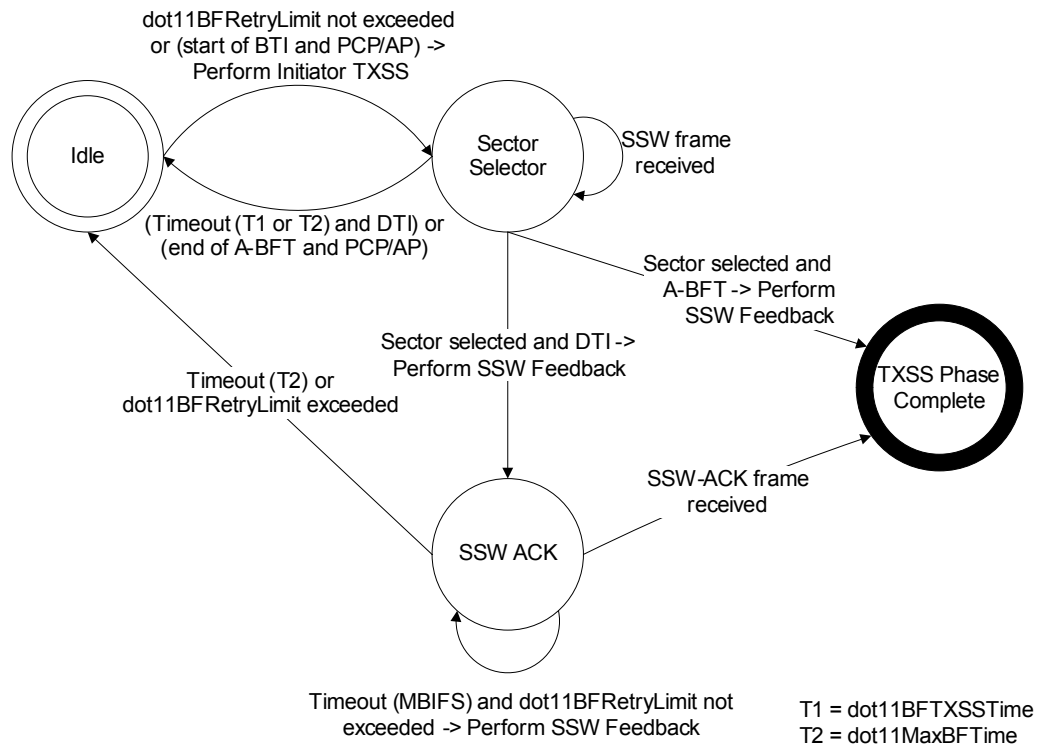 dot11BFRetryLimit not exceeded
or (start of BTI and PCP/AP) ->
Perform Initiator TXSS
Idle
Sector
Selector
SSW frame
received
(Timeout (T1 or T2) and DTI) or
(end of A-BFT and PCP/AP)
Sector selected and
A-BFT -> Perform
SSW Feedback
Sector selected and DTI ->
Perform SSW Feedback
Timeout (T2) or
dot11BFRetryLimit exceeded
TXSS Phase
Complete
SSW-ACK frame
received
SSW ACK
Timeout (MBIFS) and dot11BFRetryLimit not
exceeded -> Perform SSW Feedback
T1 = dot11BFTXSSTime
T2 = dot11MaxBFTime